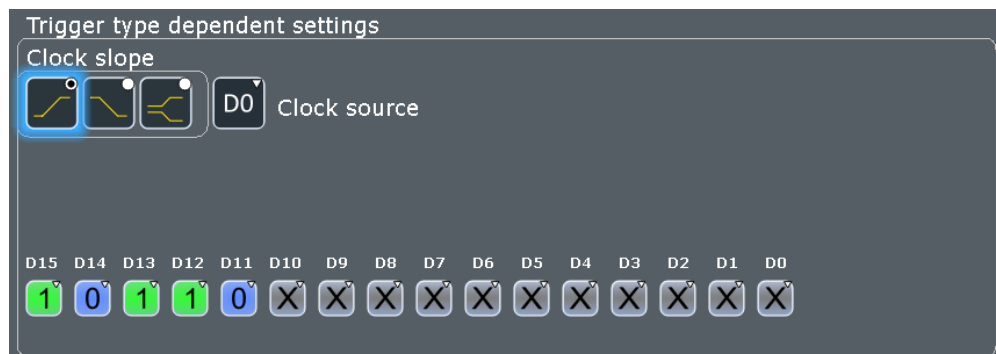 Trigger type dependent settings
Clock slope
D0 Clock source
D15 D14 D13 D12 D11 D10 D9 D8 D7 D6 D5 D4 D3 D2 D1 D0
1 0 1 1 0 X X X X X X X X X X X